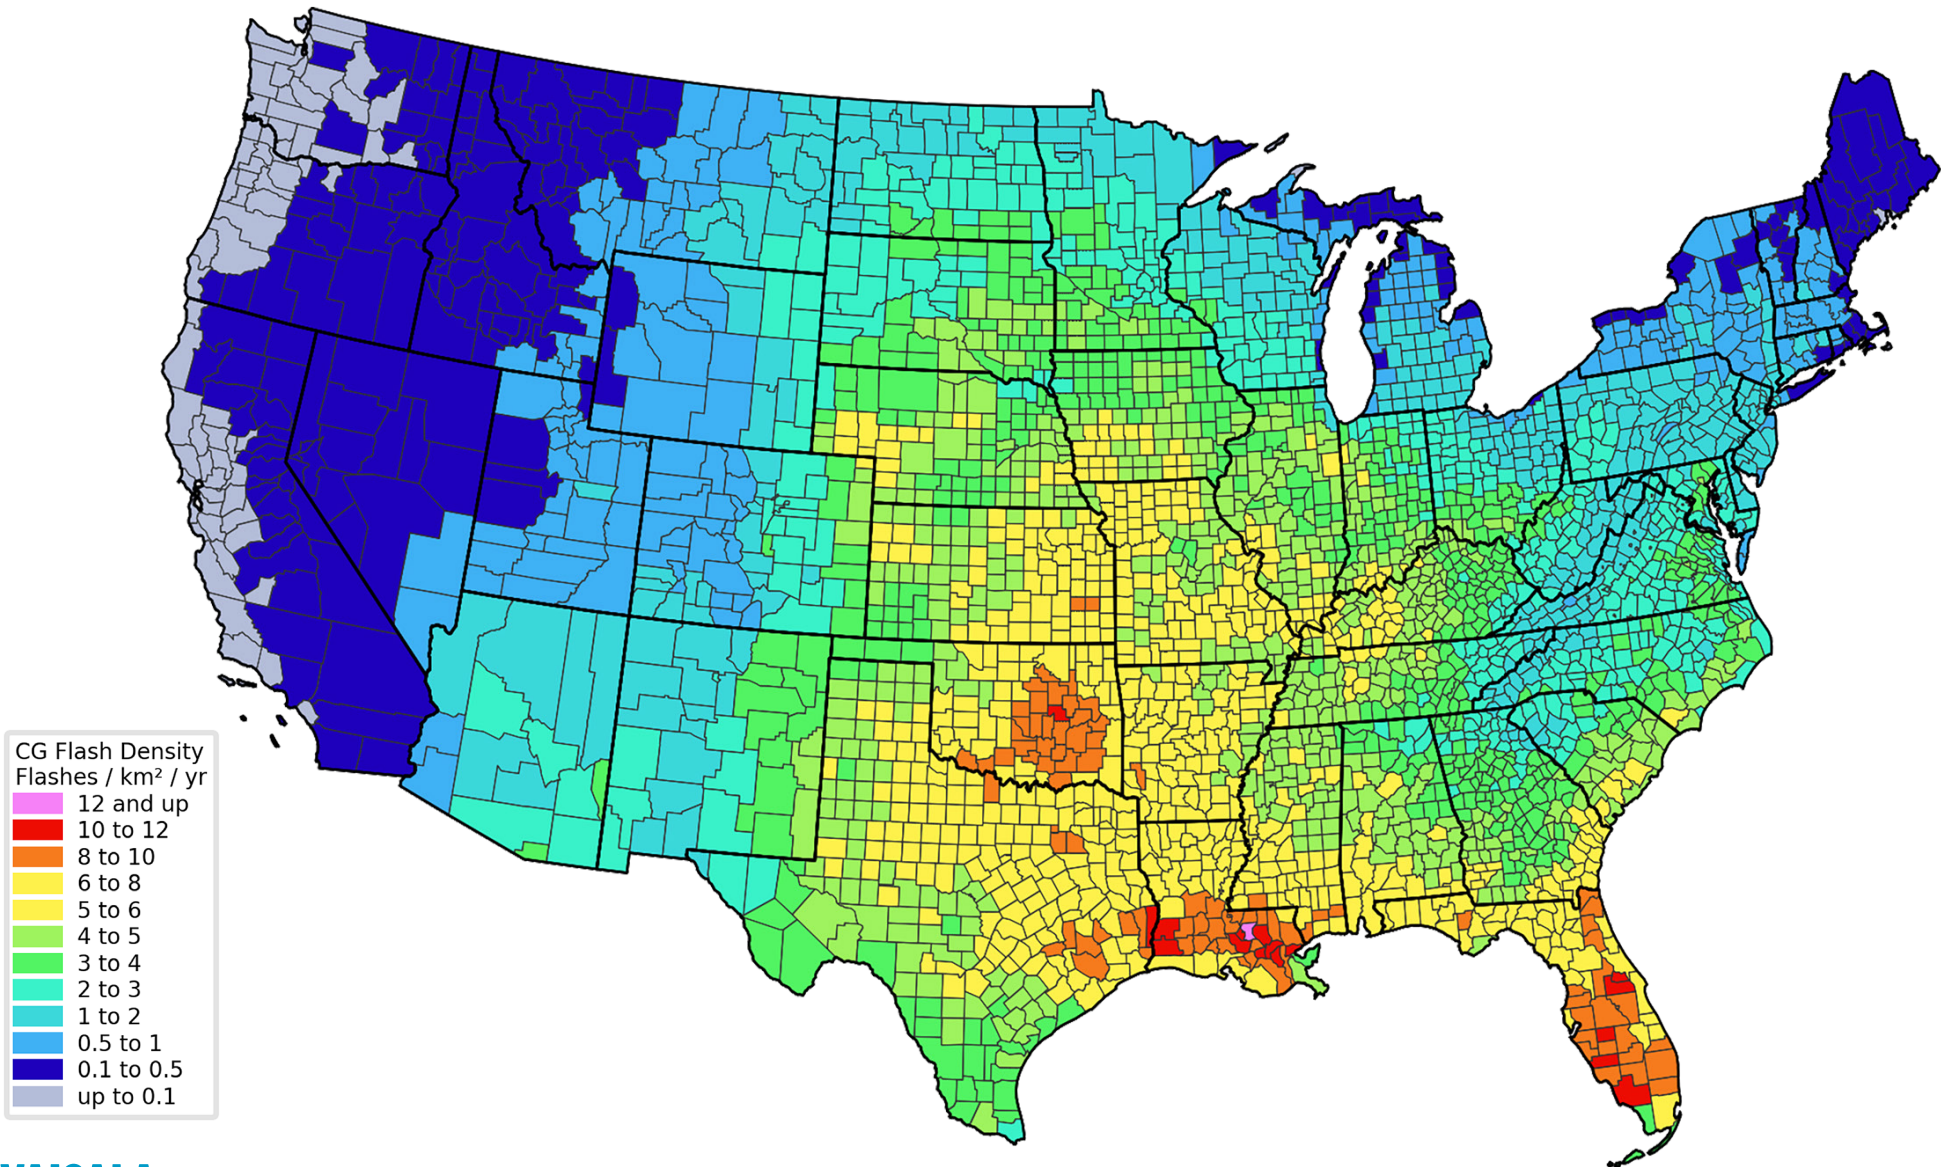 CG Flash Density
Flashes / km² / yr
12 and up
10 to 12
8 to 10
6 to 8
5 to 6
4 to 5
3 to 4
2 to 3
1 to 2
0.5 to 1
0.1 to 0.5
up to 0.1